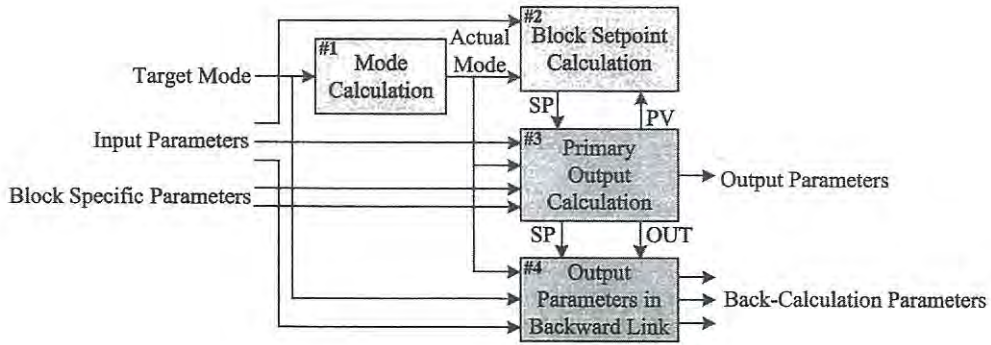 #2
Block Setpoint
Calculation
#1
Mode
Calculation
Actual
Mode
Target Mode
SP
PV
Input Parameters
#3
Primary
Output
Calculation
Output Parameters
Block Specific Parameters
SP
OUT
#4
Output
Parameters in
Backward Link
Back-Calculation Parameters